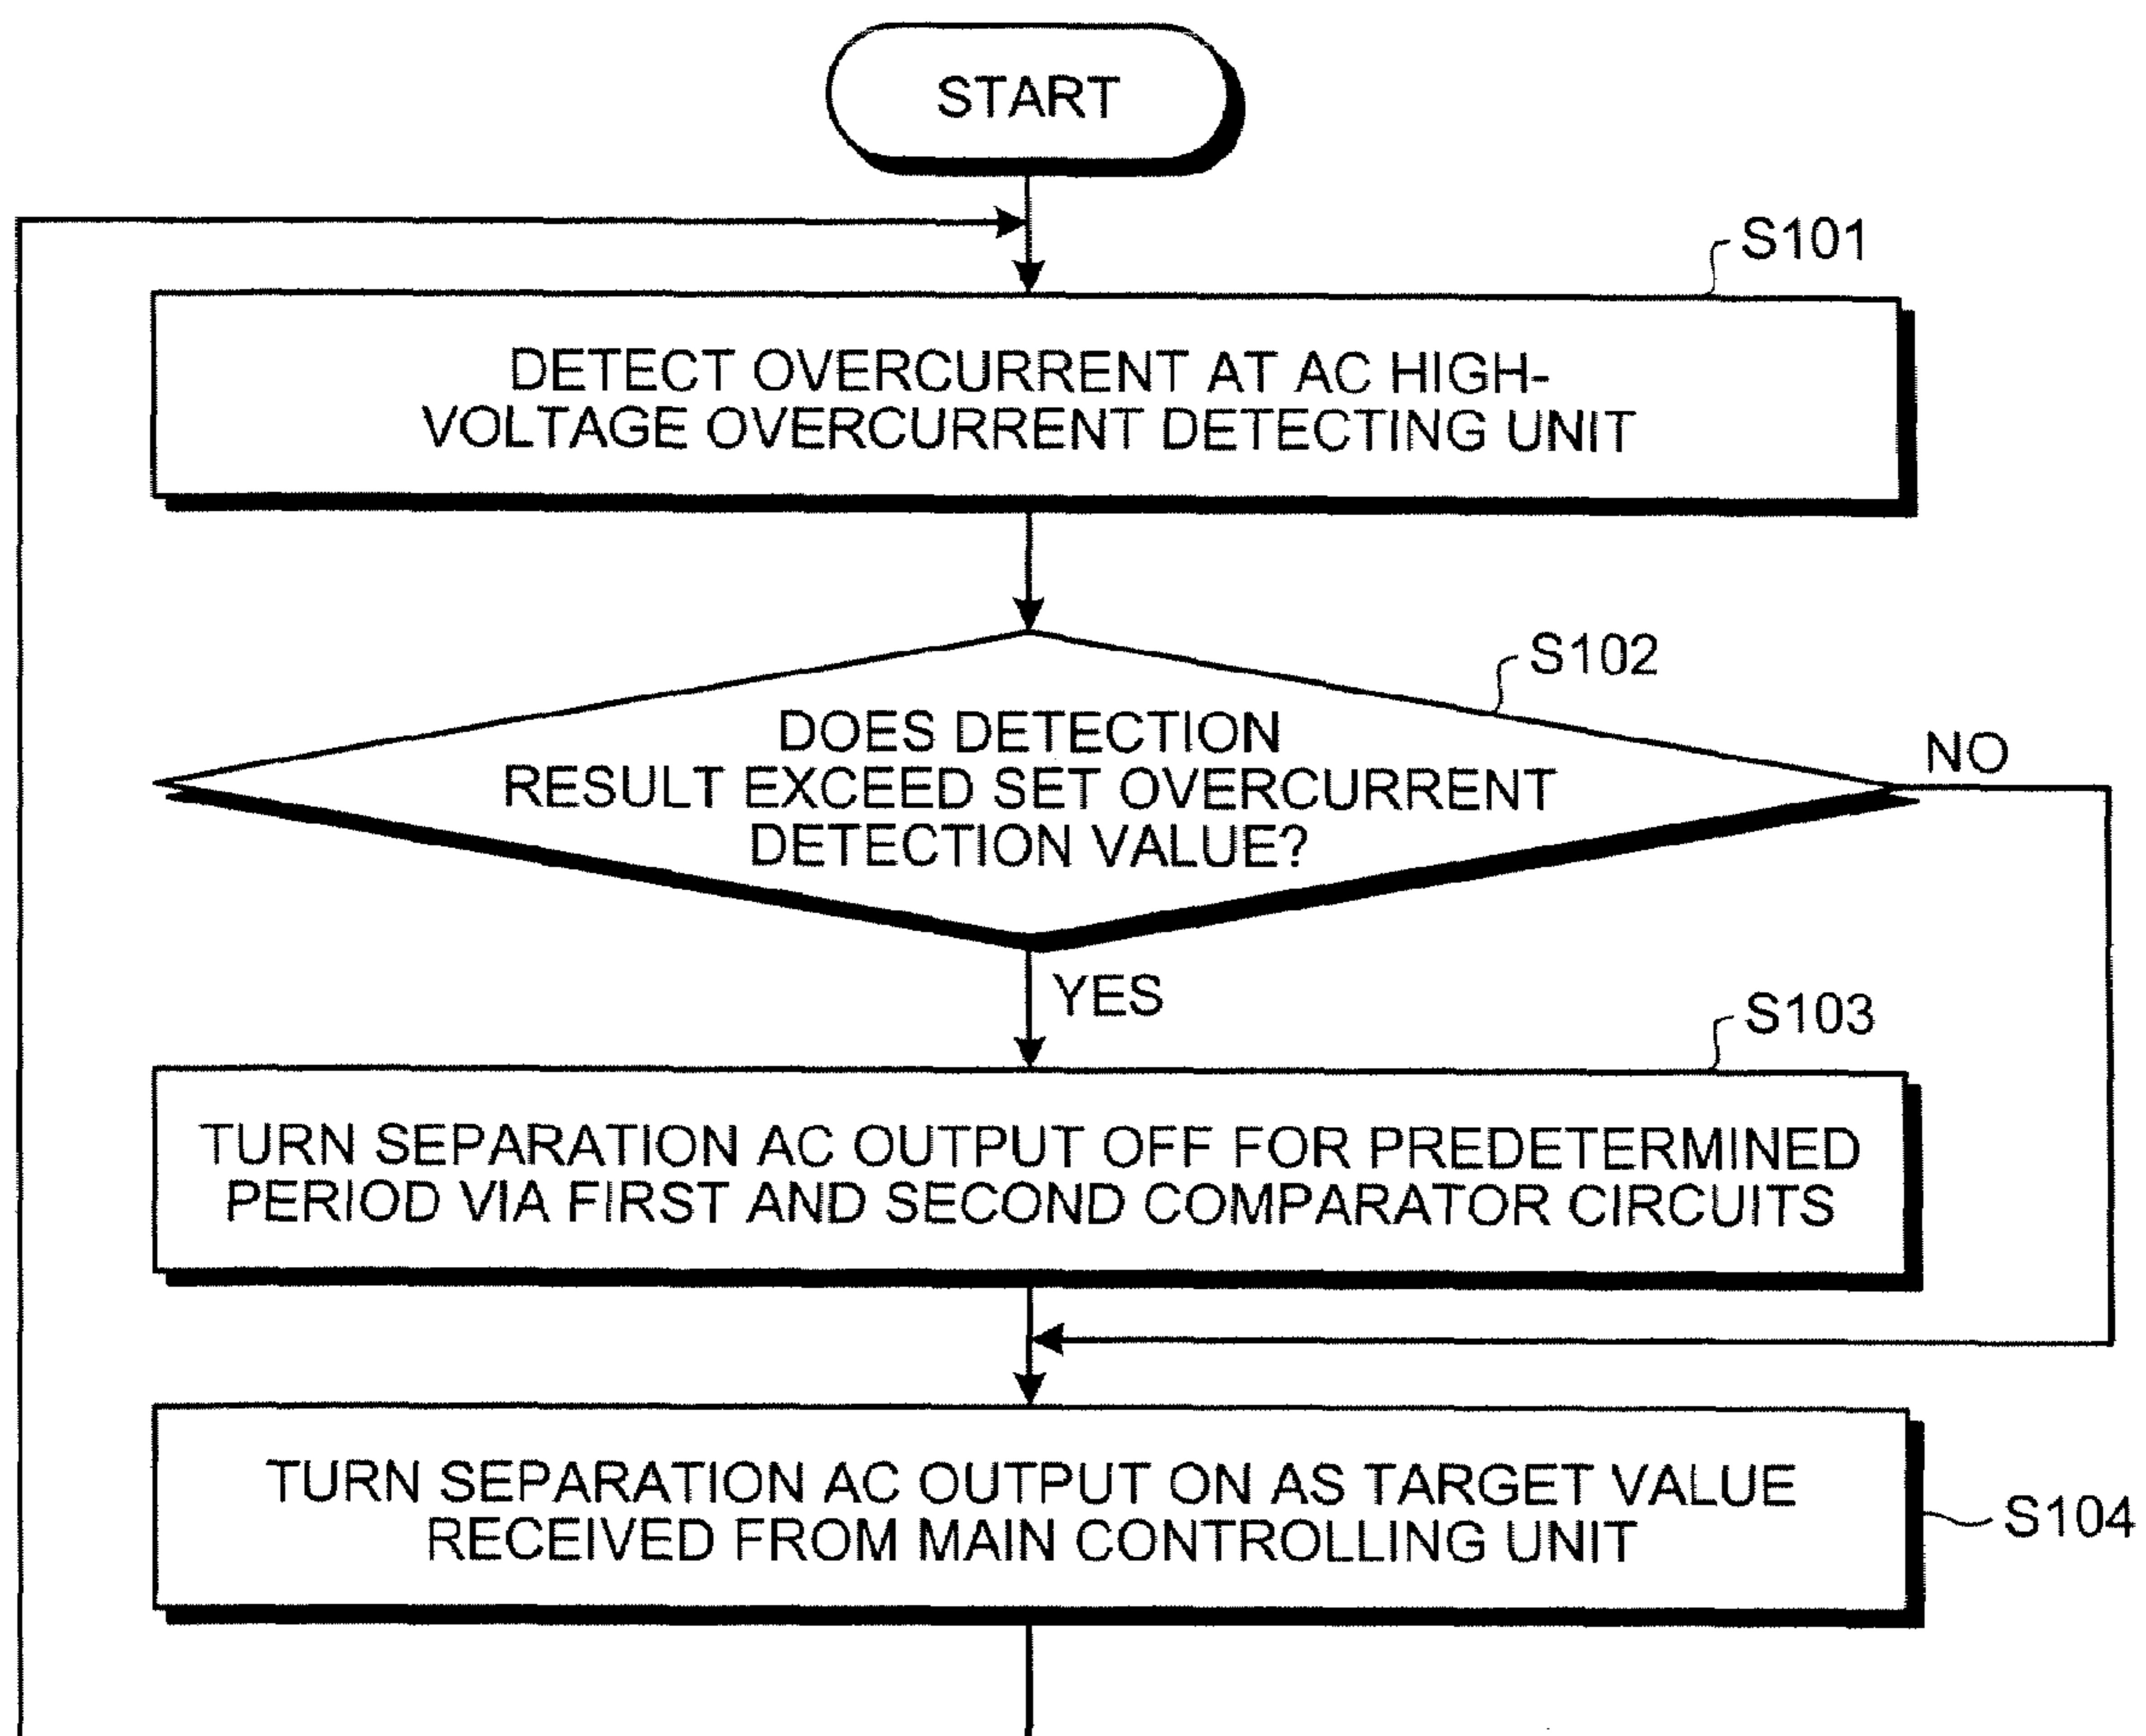 START
S101
DETECT OVERCURRENT AT AC HIGH-
VOLTAGE OVERCURRENT DETECTING UNIT
S102
DOES DETECTION
RESULT EXCEED SET OVERCURRENT
DETECTION VALUE?
NO
YES
S103
TURN SEPARATION AC OUTPUT OFF FOR PREDETERMINED
PERIOD VIA FIRST AND SECOND COMPARATOR CIRCUITS
TURN SEPARATION AC OUTPUT ON AS TARGET VALUE
RECEIVED FROM MAIN CONTROLLING UNIT
S104